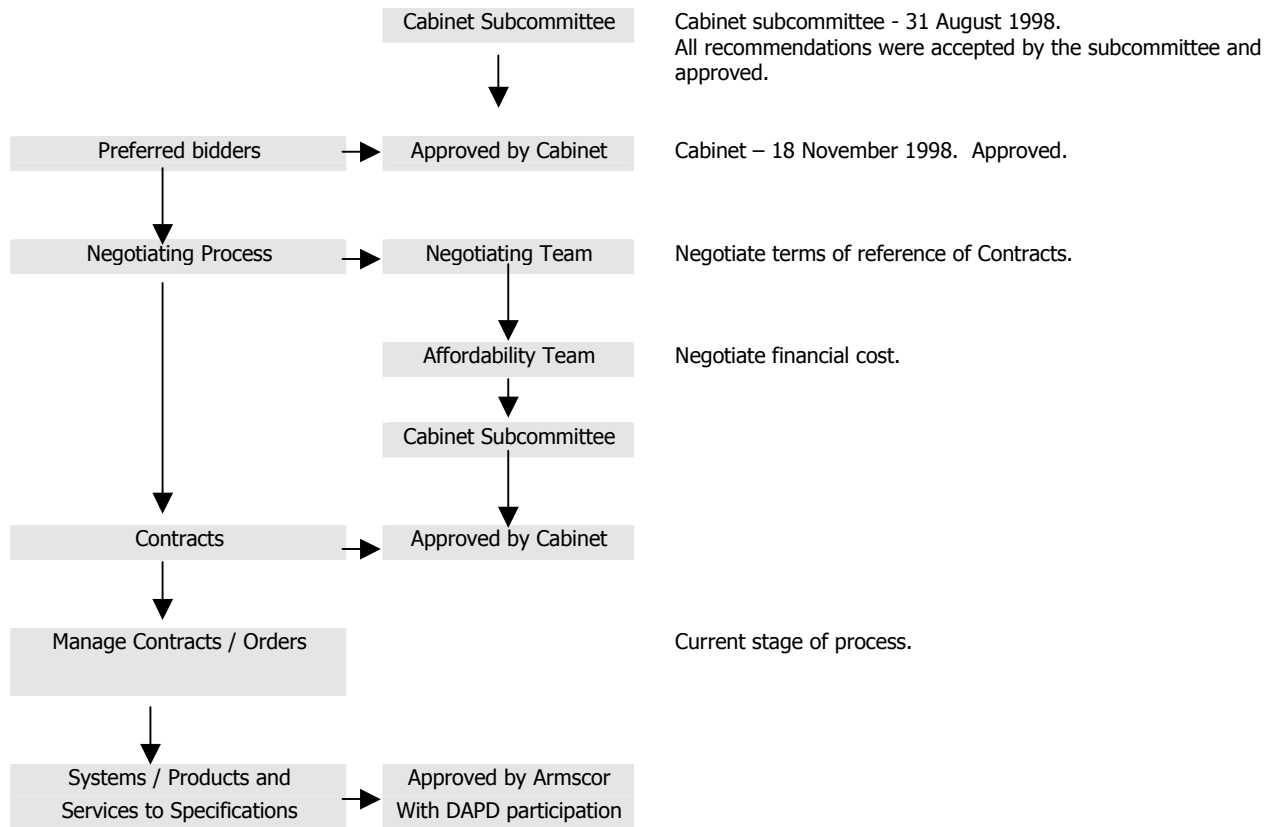 Cabinet Subcommittee
Cabinet subcommittee - 31 August 1998.
All recommendations were accepted by the subcommittee and
approved.
Preferred bidders
Approved by Cabinet
Cabinet – 18 November 1998.  Approved.
Negotiating Process
Negotiating Team
Negotiate terms of reference of Contracts.
Affordability Team
Negotiate financial cost.
Cabinet Subcommittee
Contracts
Approved by Cabinet
Manage Contracts / Orders
Current stage of process.
Systems / Products and
Services to Specifications
Approved by Armscor
With DAPD participation